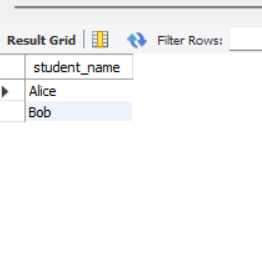 Result Grid Filter Rows:
student_name
Alice
Bob